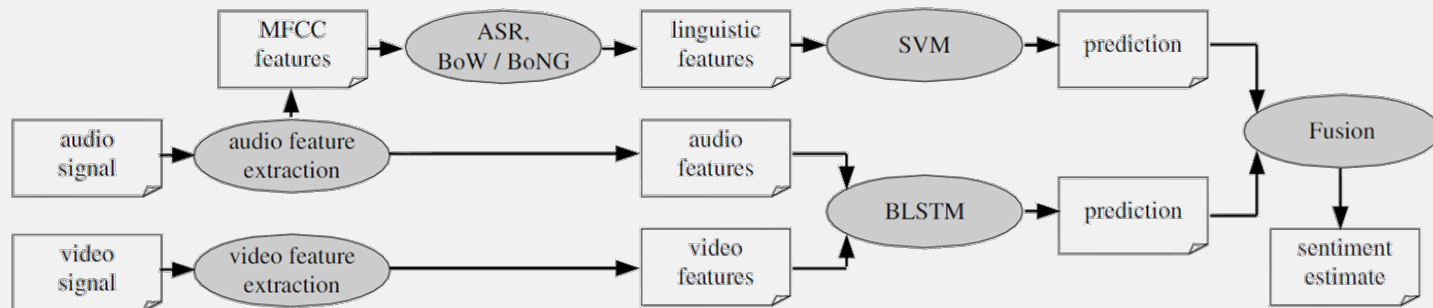 MFCC
features
ASR,
BoW / BoNG
linguistic
features
SVM
prediction
audio
signal
audio feature
extraction
audio
features
Fusion
BLSTM
prediction
video
signal
video feature
extraction
video
features
sentiment
estimate